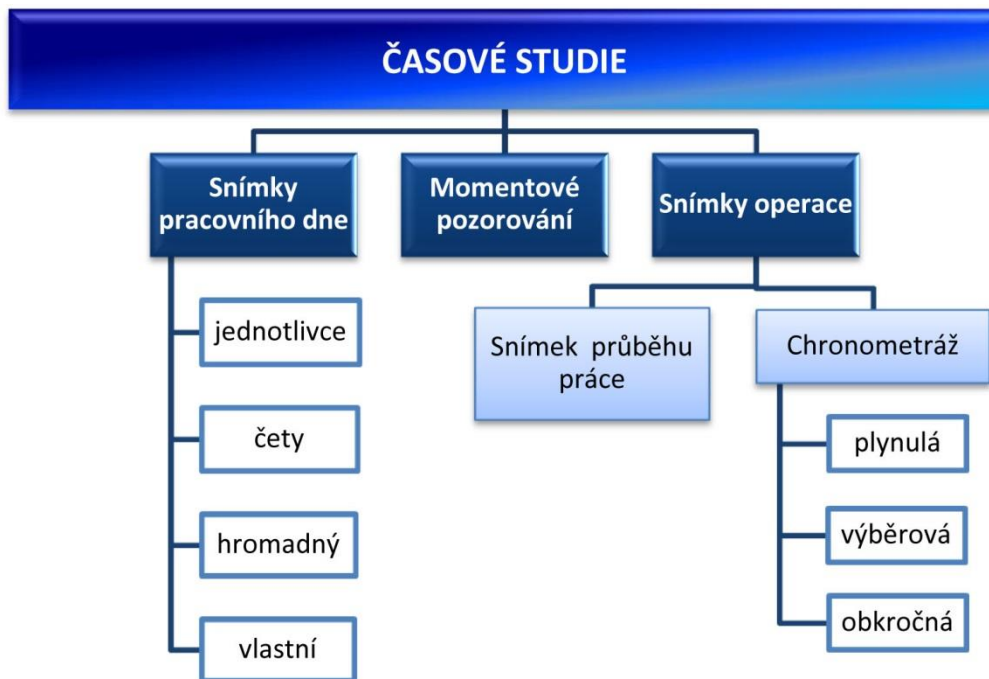 ČASOVÉ STUDIE
Snímky
pracovního dne
jednotlivce
čety
hromadný
vlastní
Momentové
pozorování
Snímky operace
Snímek průběhu
práce
Chronometráž
plynulá
výběrová
obkročná